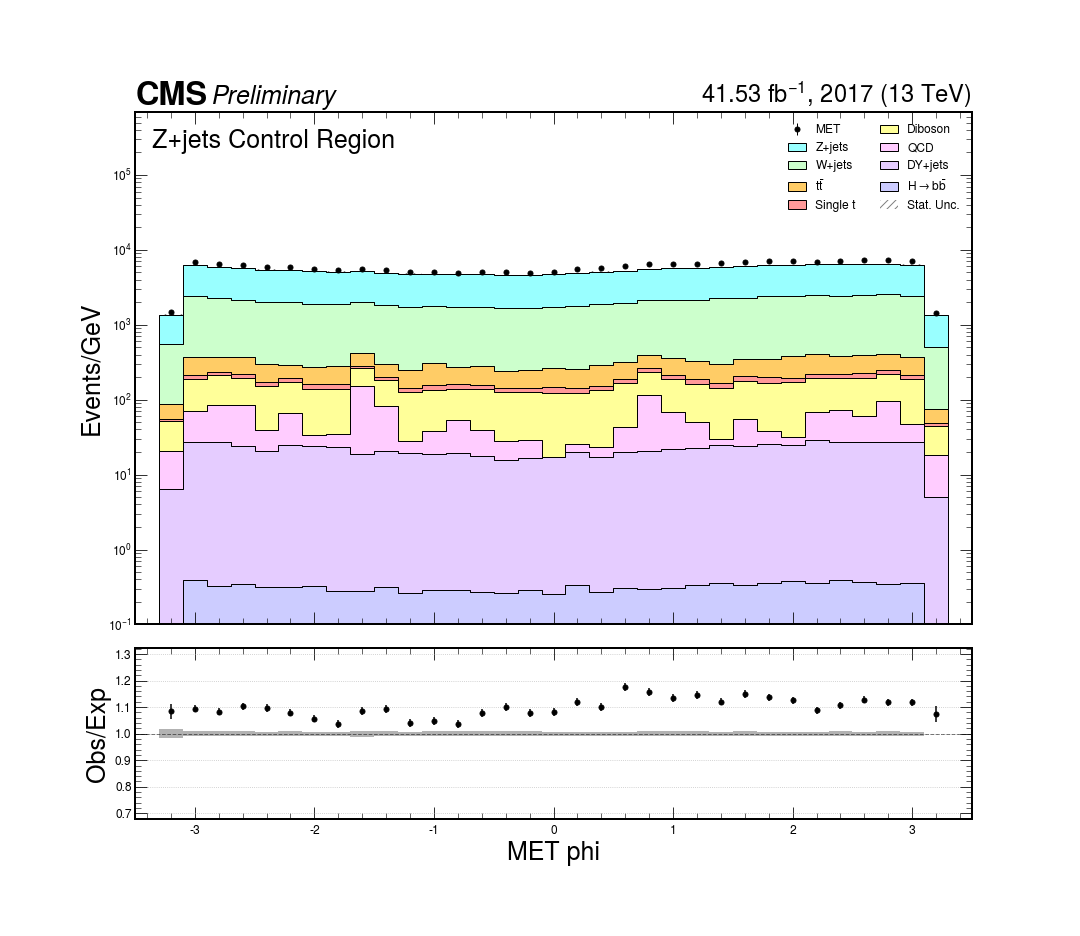 CMS Preliminary 41.53 fb⁻¹, 2017 (13 TeV)
Z+jets Control Region
MET Diboson
Z+jets QCD
W+jets DY+jets
tt̄ H→bb̄
Single t Stat. Unc.
Events/GeV
10⁵
10⁴
10³
10²
10¹
10⁰
10⁻¹
Obs/Exp
1.3
1.2
1.1
1.0
0.9
0.8
0.7
-3 -2 -1 0 1 2 3
MET phi